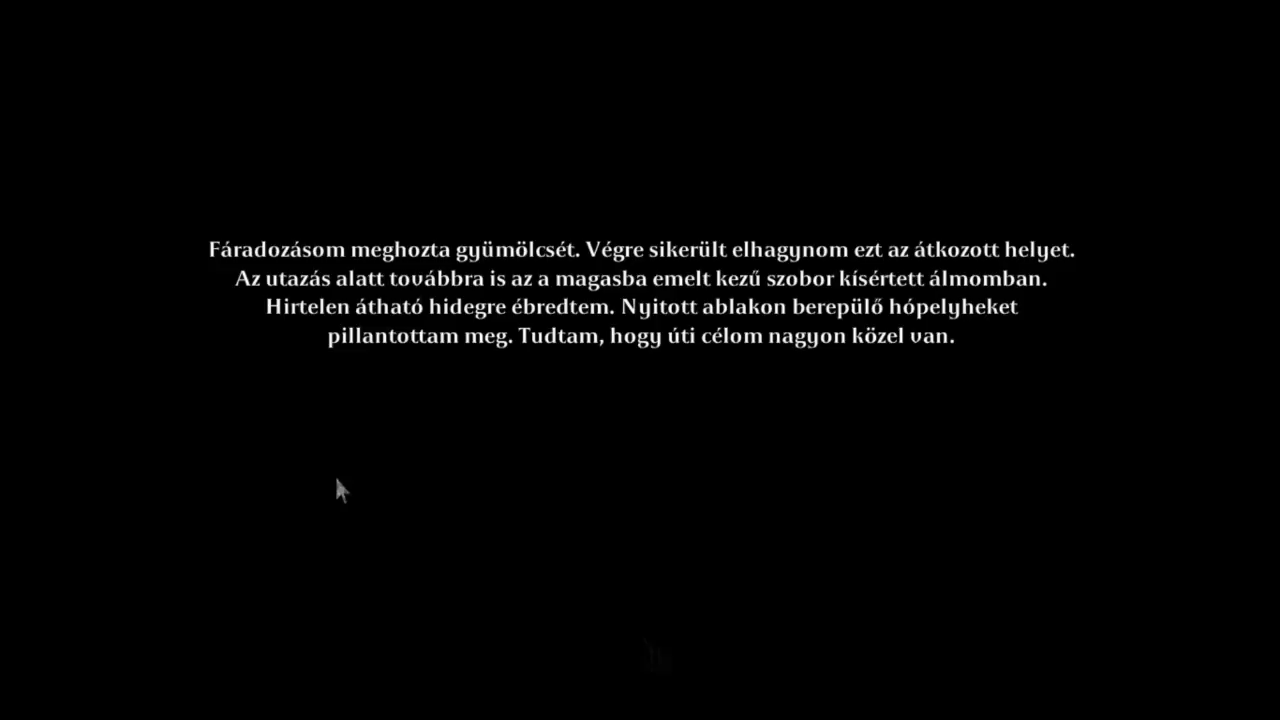 Fáradozásom meghozta gyümölcsét. Végre sikerült elhagynom ezt az átkozott helyet.
Az utazás alatt továbbra is az a magasba emelt kezű szobor kísértett álmomban.
Hirtelen átható hidegre ébredtem. Nyitott ablakon berepülő hópelyheket
pillantottam meg. Tudtam, hogy úti célom nagyon közel van.